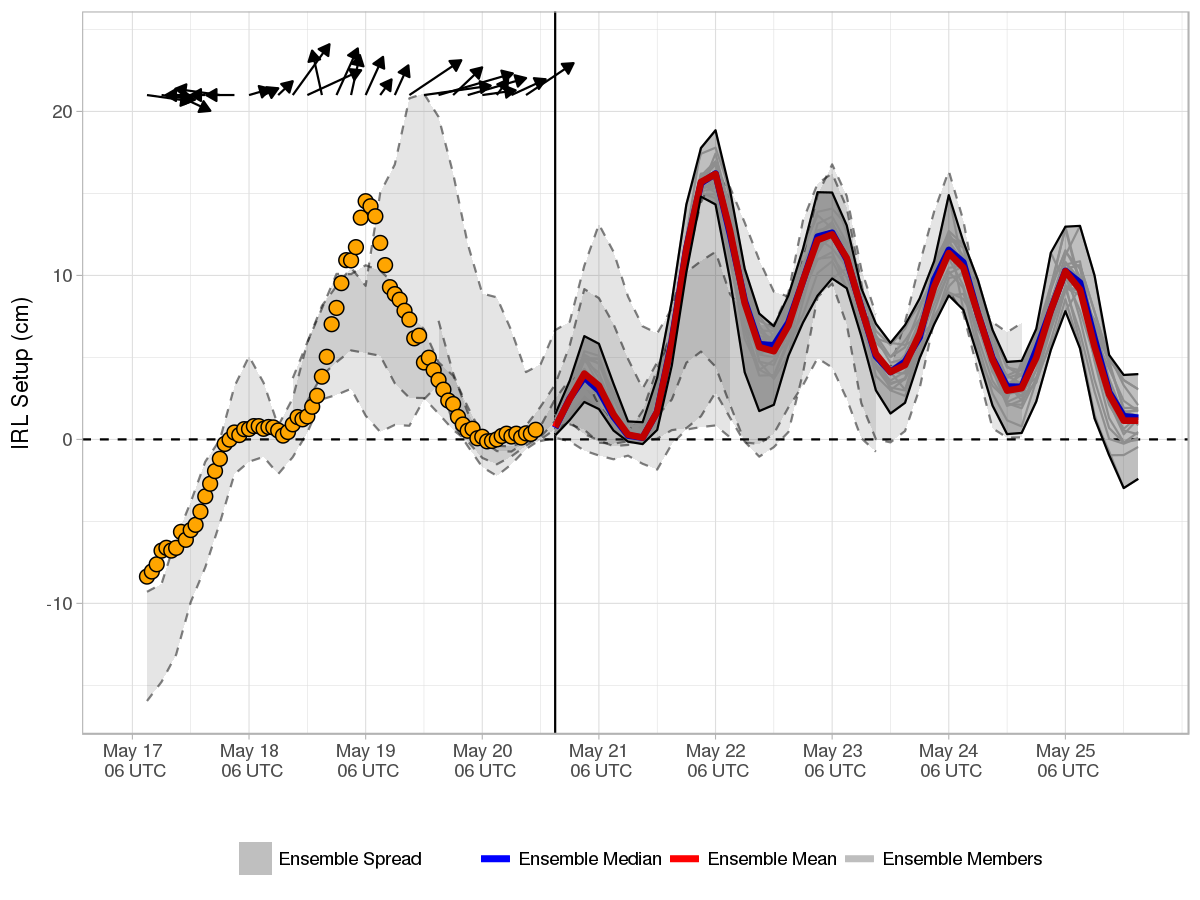 IRL Setup (cm)
20
10
0
-10
May 17
06 UTC
May 18
06 UTC
May 19
06 UTC
May 20
06 UTC
May 21
06 UTC
May 22
06 UTC
May 23
06 UTC
May 24
06 UTC
May 25
06 UTC
Ensemble Spread
Ensemble Median
Ensemble Mean
Ensemble Members